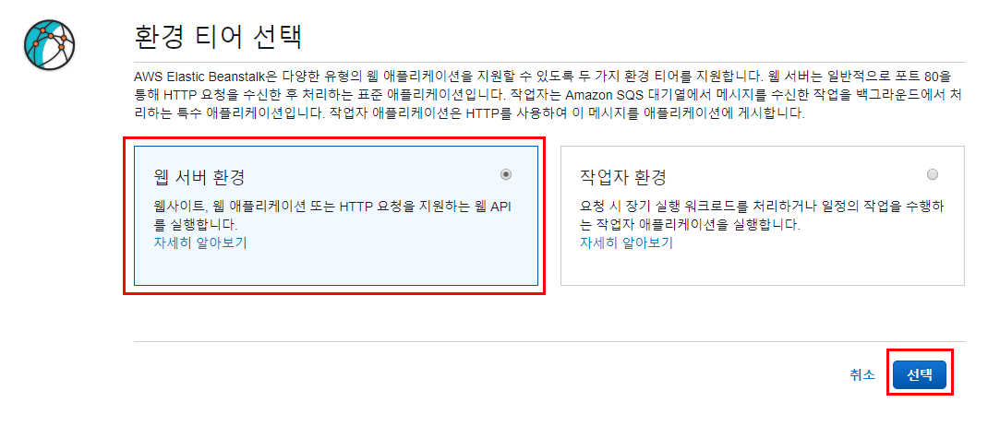 환경 티어 선택
AWS Elastic Beanstalk은 다양한 유형의 웹 애플리케이션을 지원할 수 있도록 두 가지 환경 티어를 지원합니다. 웹 서버는 일반적으로 포트 80을
통해 HTTP 요청을 수신한 후 처리하는 표준 애플리케이션입니다. 작업자는 Amazon SQS 대기열에서 메시지를 수신한 작업을 백그라운드에서 처
리하는 특수 애플리케이션입니다. 작업자 애플리케이션은 HTTP를 사용하여 이 메시지를 애플리케이션에 게시합니다.
웹 서버 환경
웹사이트, 웹 애플리케이션 또는 HTTP 요청을 지원하는 웹 API
를 실행합니다.
자세히 알아보기
작업자 환경
요청 시 장기 실행 워크로드를 처리하거나 일정의 작업을 수행하
는 작업자 애플리케이션을 실행합니다.
자세히 알아보기
취소
선택